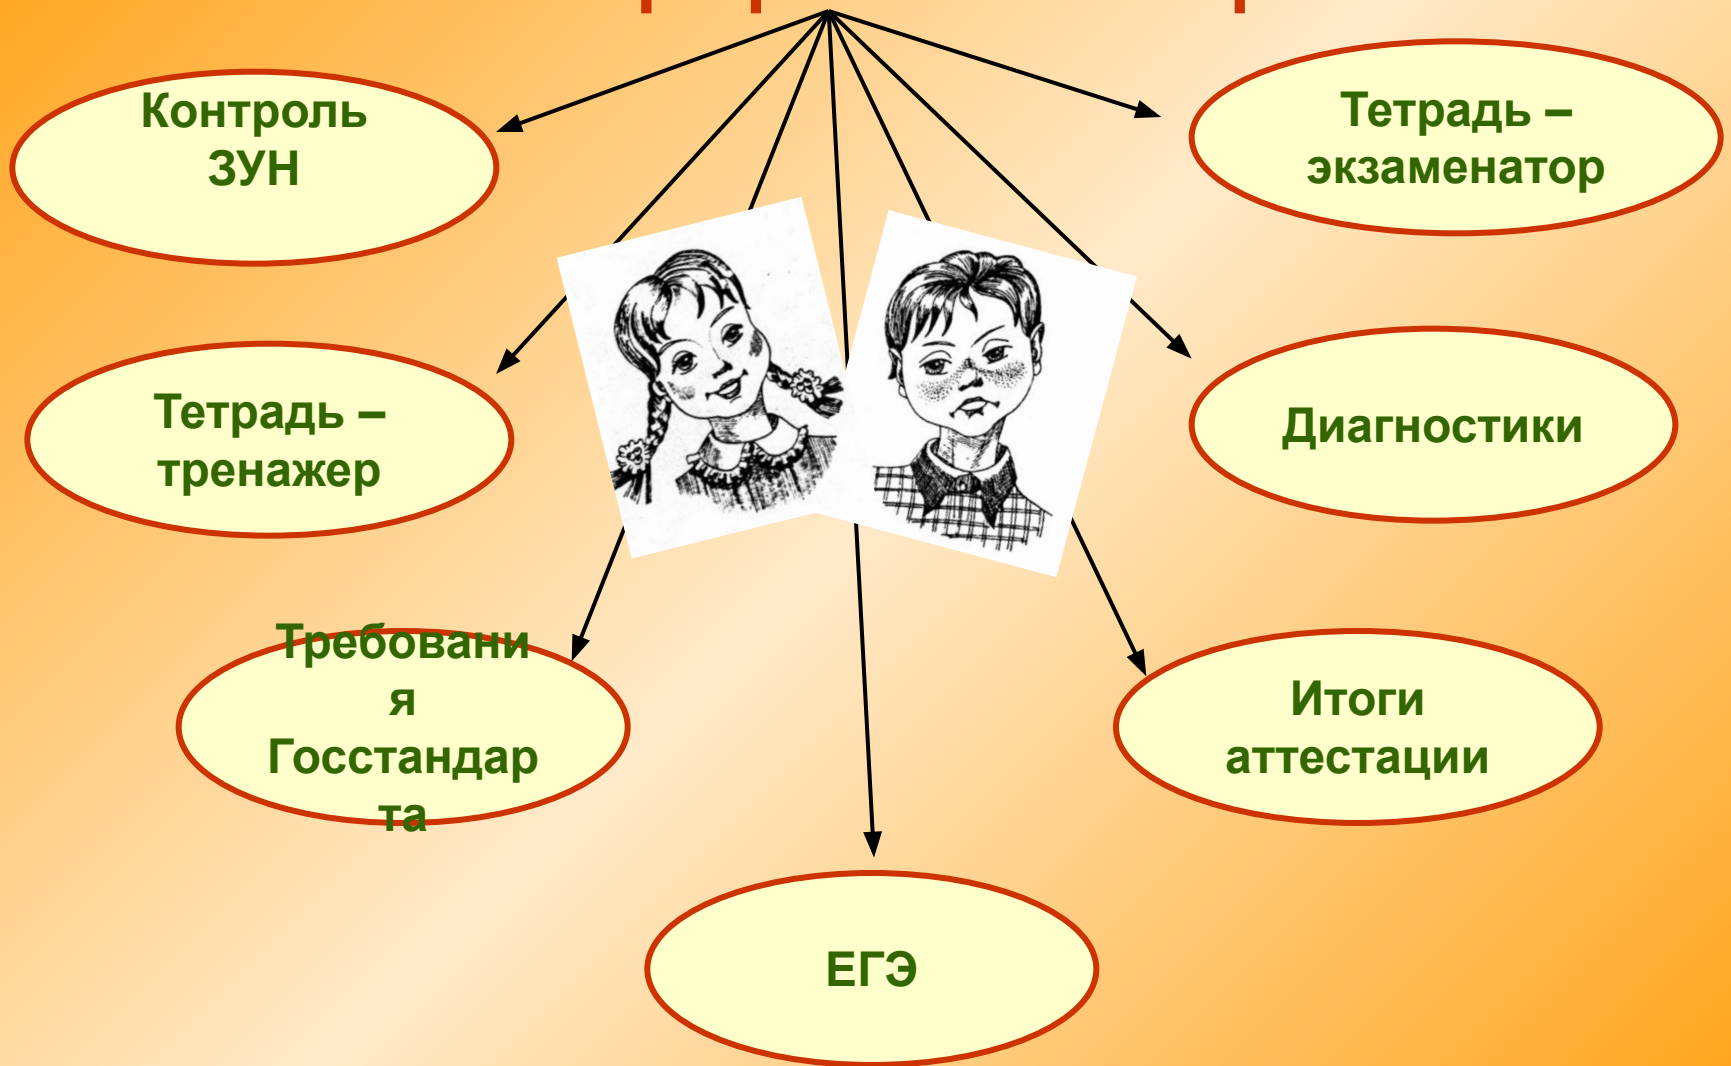 Контроль
ЗУН
Тетрадь –
экзаменатор
Тетрадь –
тренажер
Диагностики
Требовани
я
Госстандар
та
Итоги
аттестации
ЕГЭ